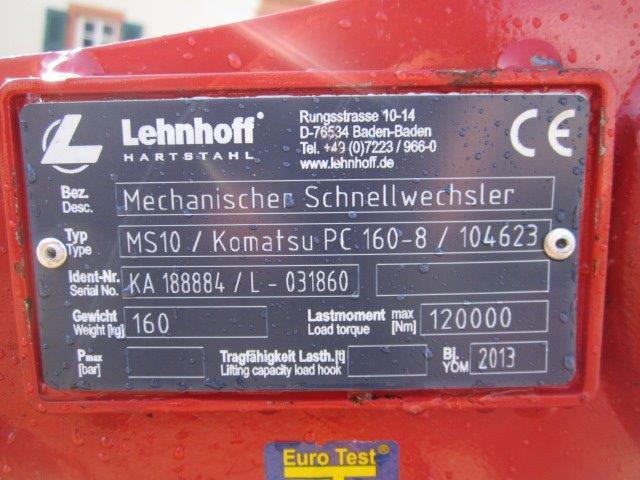 Lehnhoff®
HARTSTAHL
Rungsstrasse 10-14
D-76534 Baden-Baden
Tel. +49 (0)7223 / 966-0
www.lehnhoff.de
CE
Bez. Mechanischer Schnellwechsler
Desc.
Typ MS10 / Komatsu PC 160-8 / 104623
Type
Ident-Nr. KA 188884 / L - 031860
Serial No.
Gewicht 160 Lastmoment max 120000
Weight [kg] Load torque [Nm]
Pmax Tragfähigkeit Lasth. [t] Bj. 2013
[bar] Lifting capacity load hook YOM
Euro Test®